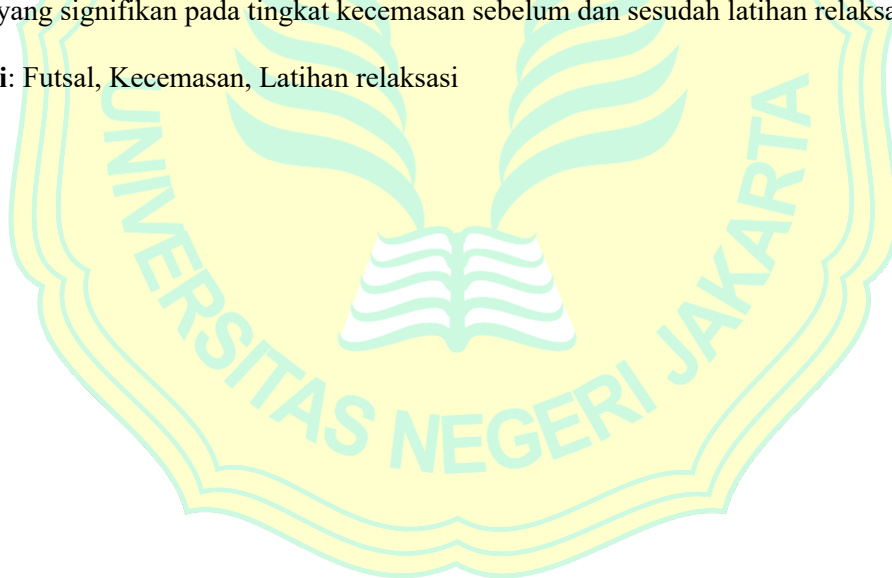 yang signifikan pada tingkat kecemasan sebelum dan sesudah latihan relaksa
i: Futsal, Kecemasan, Latihan relaksasi
UNIVERSITAS NEGERI JAKARTA